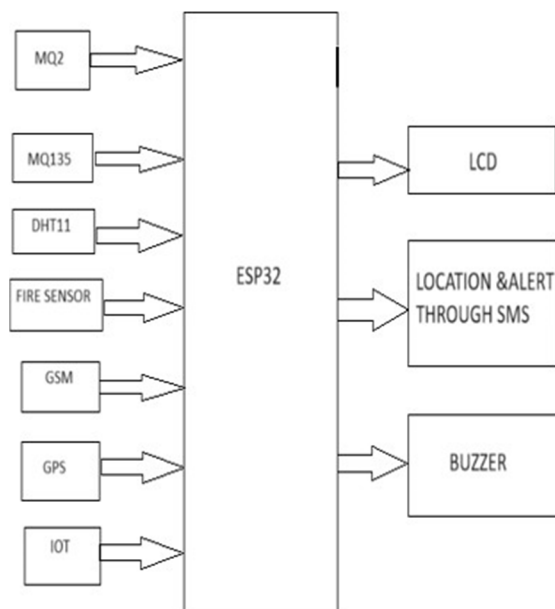 MQ2
MQ135
DHT11
FIRE SENSOR
GSM
GPS
IOT
ESP32
LCD
LOCATION &ALERT
THROUGH SMS
BUZZER